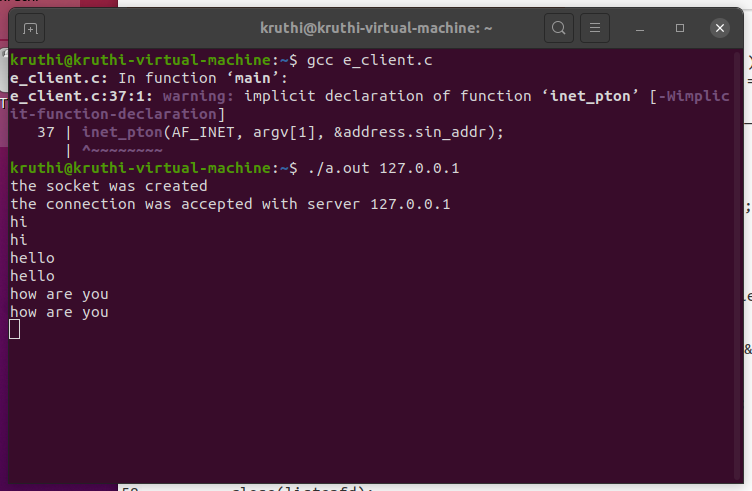 kruthi@kruthi-virtual-machine: ~
kruthi@kruthi-virtual-machine:~$ gcc e_client.c
e_client.c: In function ‘main’:
e_client.c:37:1: warning: implicit declaration of function ‘inet_pton’ [-Wimplic
it-function-declaration]
37 | inet_pton(AF_INET, argv[1], &address.sin_addr);
| ^~~~~~~~~
kruthi@kruthi-virtual-machine:~$ ./a.out 127.0.0.1
the socket was created
the connection was accepted with server 127.0.0.1
hi
hi
hello
hello
how are you
how are you